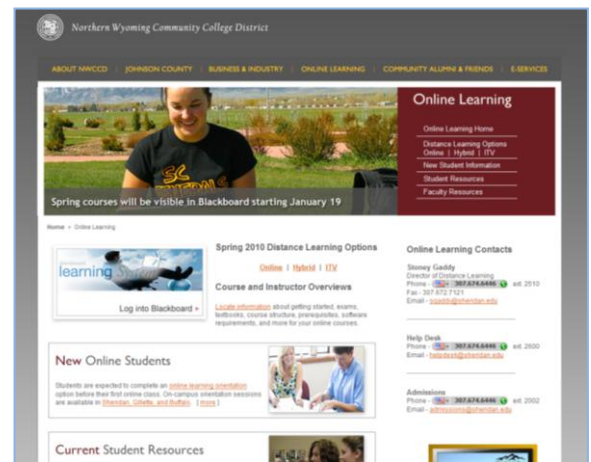 Northern Wyoming Community College District
ABOUT NWCCD | JOHNSON COUNTY | BUSINESS & INDUSTRY | ONLINE LEARNING | COMMUNITY ALUMNI & FRIENDS | E-SERVICES
Online Learning
Online Learning Home
Distance Learning Options
Online | Hybrid | ITV
New Student Information
Student Resources
Faculty Resources
SC
Spring courses will be visible in Blackboard starting January 19
Home » Online Learning
learning System
Log into Blackboard »
Spring 2010 Distance Learning Options
Online | Hybrid | ITV
Course and Instructor Overviews
Locate information about getting started, exams,
textbooks, course structure, prerequisites, software
requirements, and more for your online courses.
Online Learning Contacts
Stoney Gaddy
Director of Distance Learning
Phone - 307.674.6446 ext. 2510
Fax - 307.672.7121
Email - sgaddy@sheridan.edu
Help Desk
Phone - 307.674.6446 ext. 2600
Email - helpdesk@sheridan.edu
Admissions
Phone - 307.674.6446 ext. 2002
Email - admissions@sheridan.edu
New Online Students
Students are expected to complete an online learning orientation
option before their first online class. On-campus orientation sessions
are available in Sheridan, Gillette, and Buffalo. [ more ]
Current Student Resources